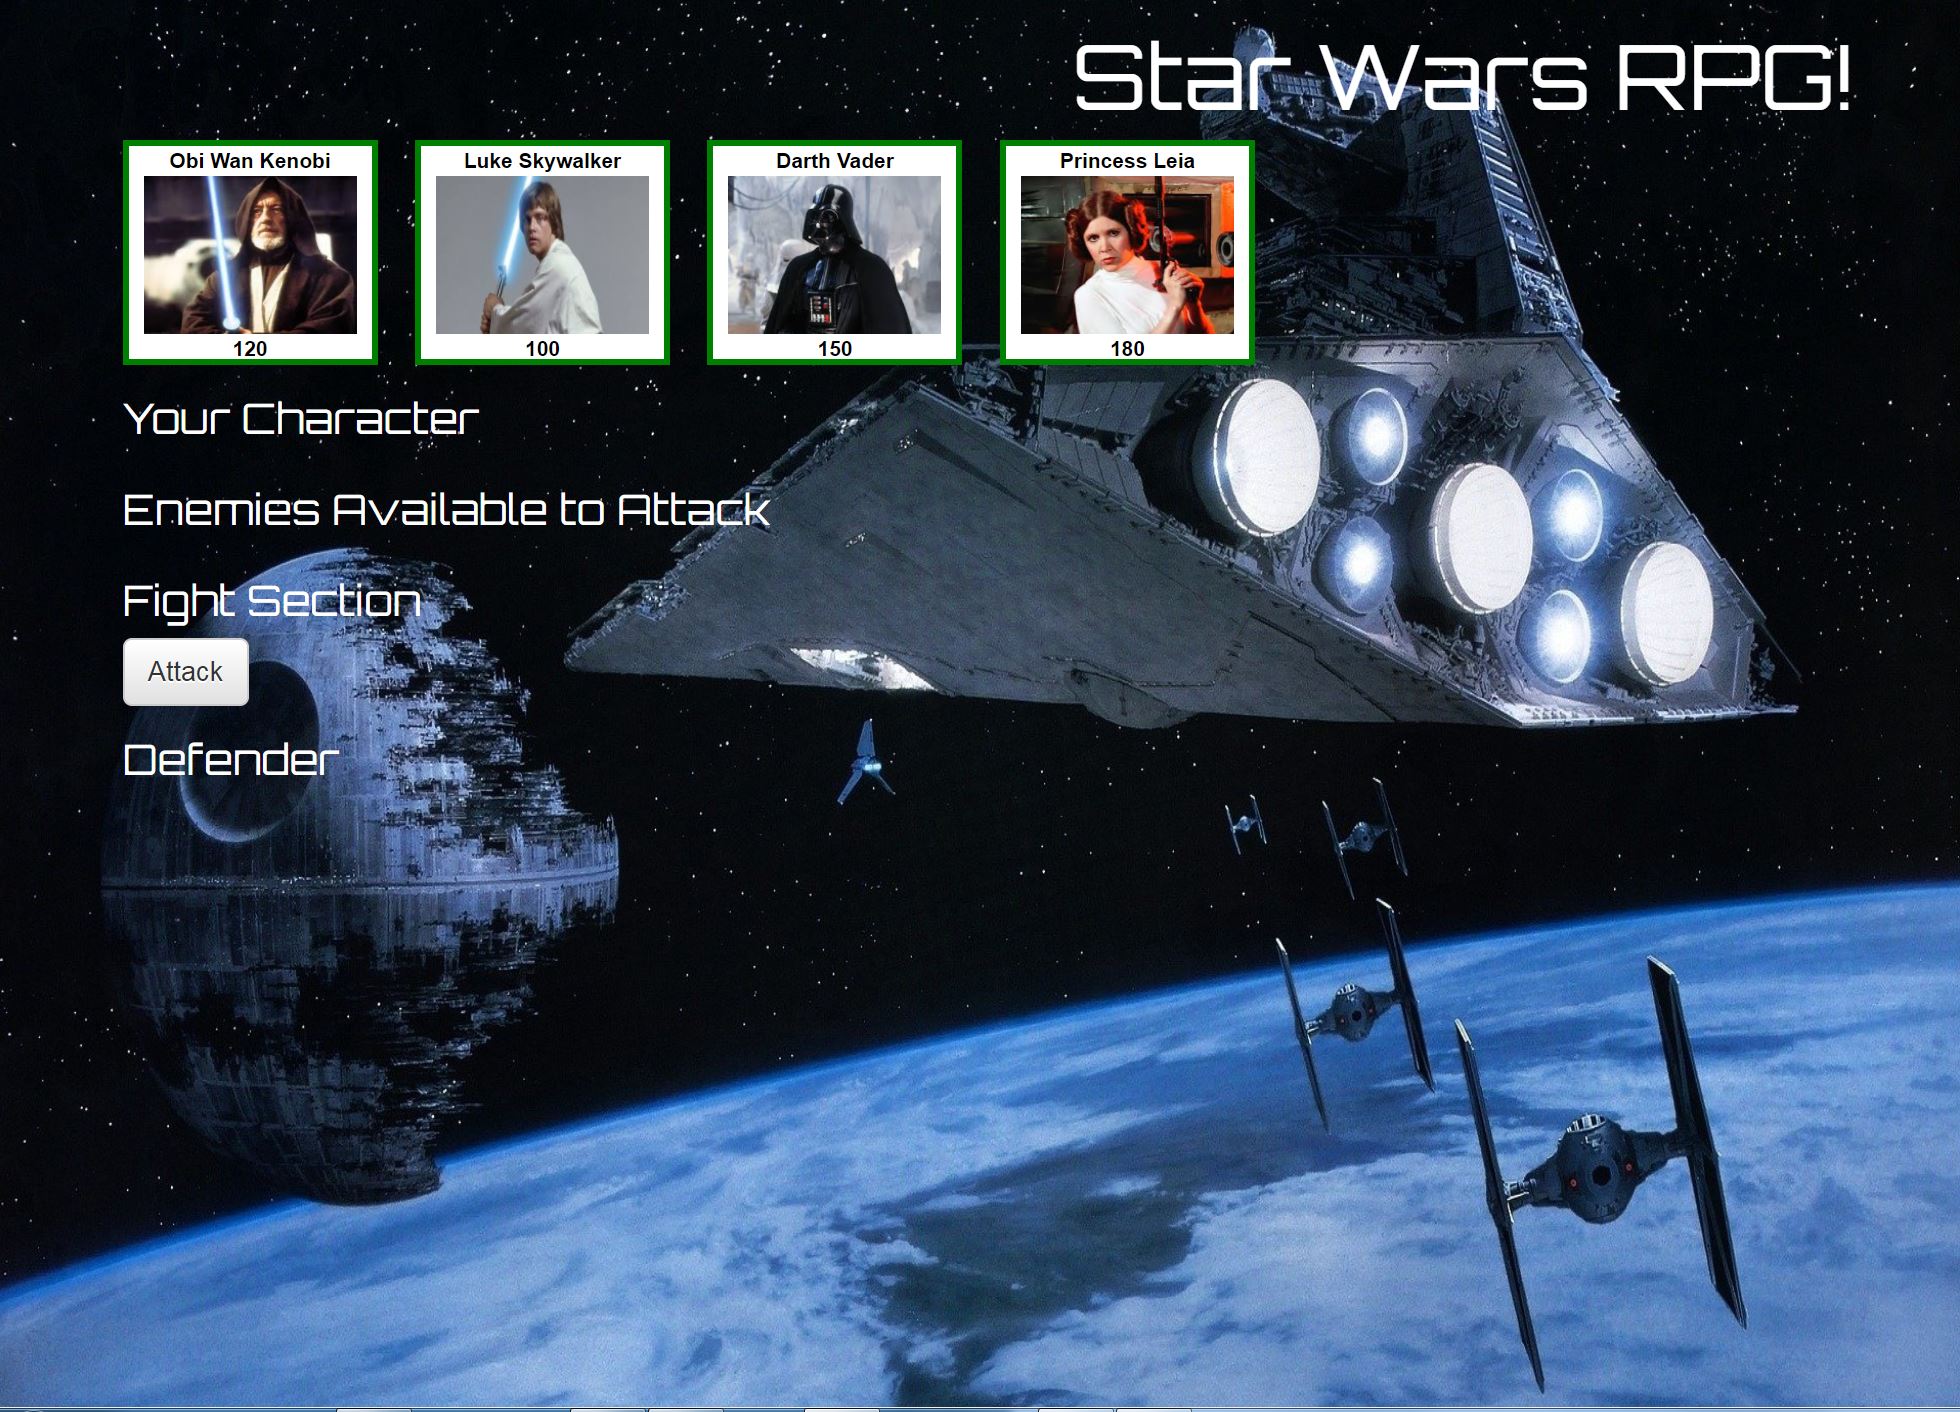 Star Wars RPG!
Obi Wan Kenobi
120
Luke Skywalker
100
Darth Vader
150
Princess Leia
180
Your Character
Enemies Available to Attack
Fight Section
Attack
Defender